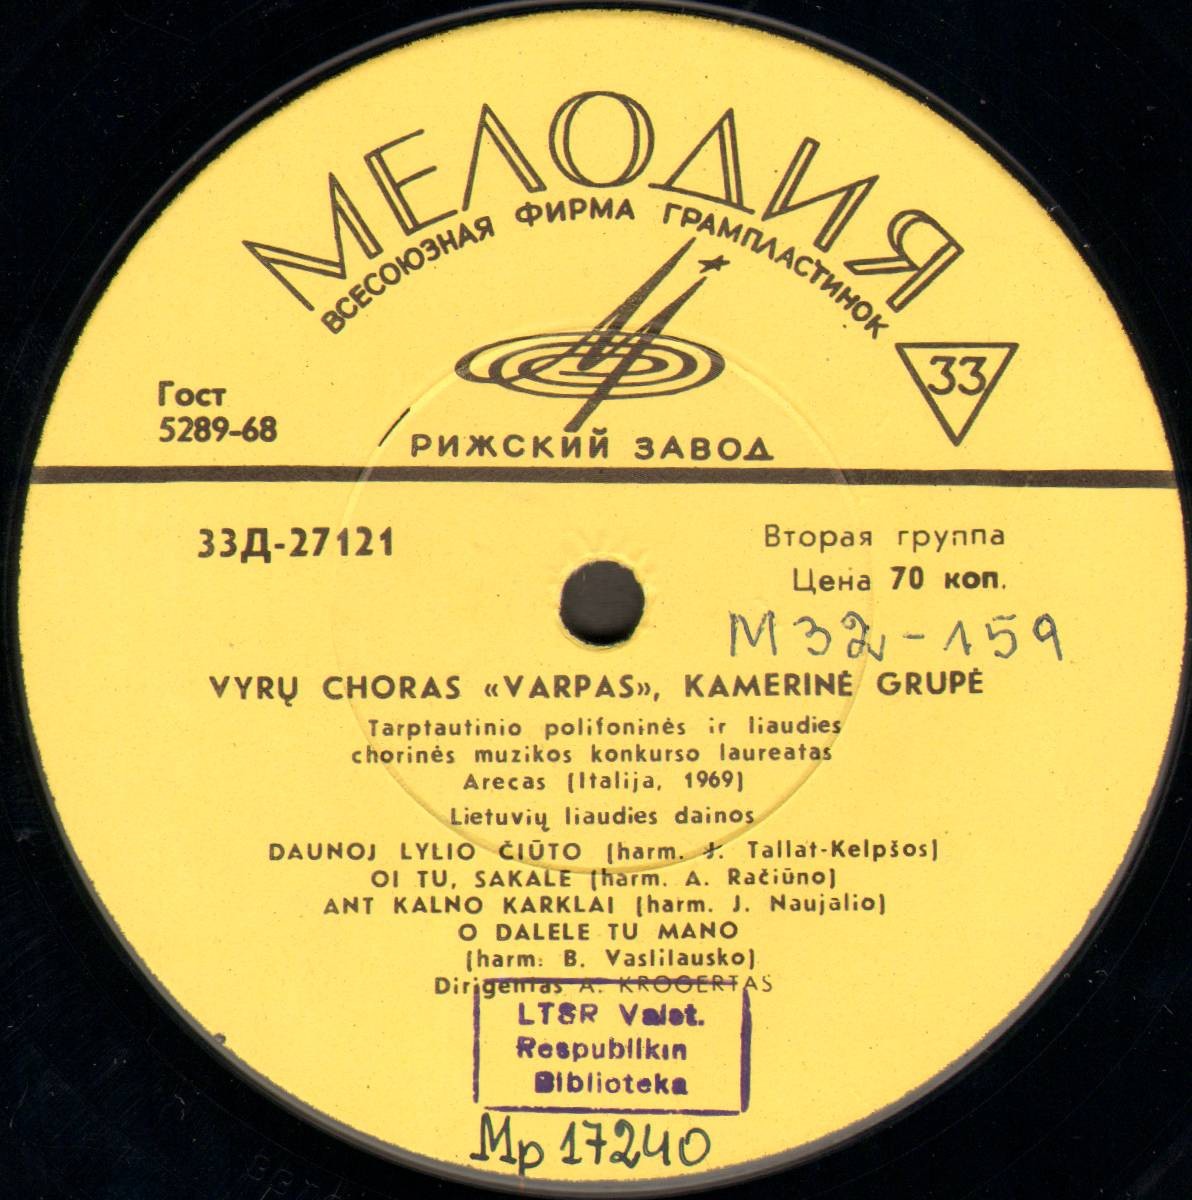 МЕЛОДИЯ
ВСЕСОЮЗНАЯ ФИРМА ГРАМПЛАСТИНОК
33
Гост
5289-68
РИЖСКИЙ ЗАВОД
33Д-27121
Вторая группа
Цена 70 коп.
М32-159
VYRŲ CHORAS «VARPAS», KAMERINĖ GRUPĖ
Tarptautinio polifoninės ir liaudies
chorinės muzikos konkurso laureatas
Arecas (Italija, 1969)
Lietuvių liaudies dainos
DAUNOJ LYLIO ČIŪTO (harm. J. Tallat-Kelpšos)
OI TU, SAKALE (harm. A. Račiūno)
ANT KALNO KARKLAI (harm. J. Naujalio)
O DALELE TU MANO
(harm. B. Vaslilausko)
Dirigentas A. KROGERTAS
LTSR Valst.
Respublikin
Biblioteka
Mp 17240